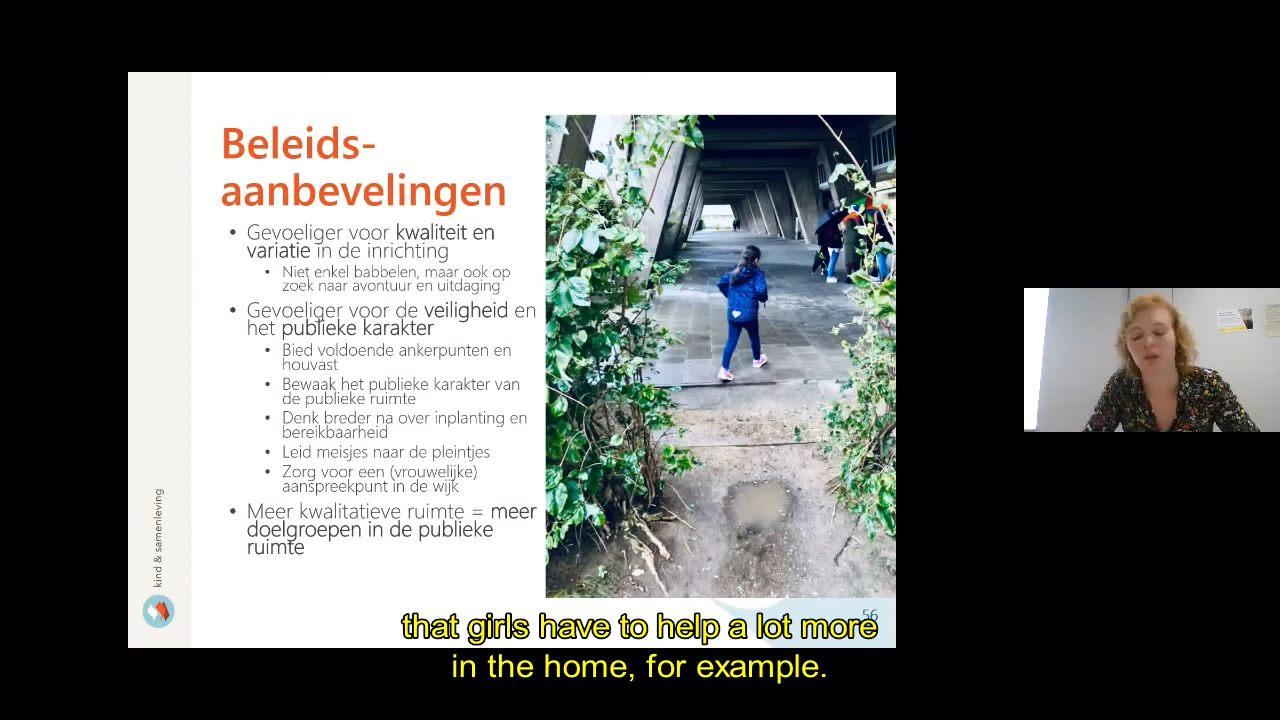 Beleids-
aanbevelingen
• Gevoeliger voor kwaliteit en
variatie in de inrichting
• Niet enkel babbelen, maar ook op
zoek naar avontuur en uitdaging
• Gevoeliger voor de veiligheid en
het publieke karakter
• Bied voldoende ankerpunten en
houvast
• Bewaak het publieke karakter van
de publieke ruimte
• Denk breder na over inplanting en
bereikbaarheid
• Leid meisjes naar de pleintjes
• Zorg voor een (vrouwelijke)
aanspreekpunt in de wijk
• Meer kwalitatieve ruimte = meer
doelgroepen in de publieke
ruimte
kind & samenleving
56
that girls have to help a lot more
in the home, for example.